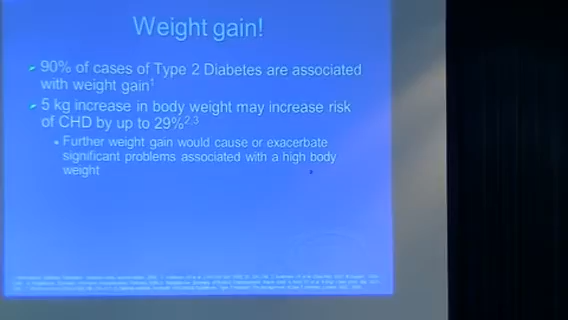 Weight gain!
90% of cases of Type 2 Diabetes are associated
with weight gain1
5 kg increase in body weight may increase risk
of CHD by up to 29%2,3
Further weight gain would cause or exacerbate
significant problems associated with a high body
weight